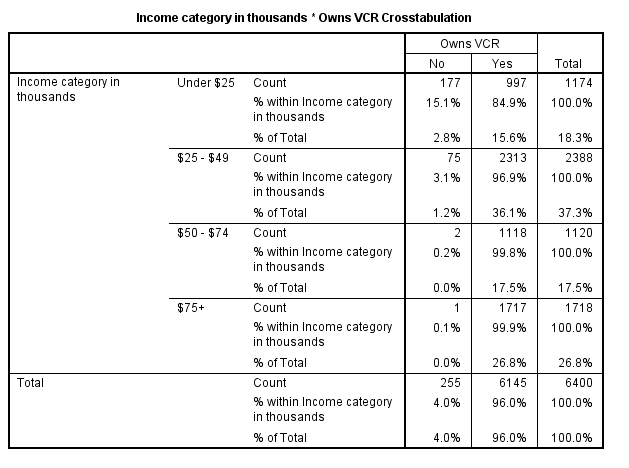 Income category in thousands * Owns VCR Crosstabulation
Owns VCR
No Yes Total
Income category in thousands Under $25 Count 177 997 1174
% within Income category in thousands 15.1% 84.9% 100.0%
% of Total 2.8% 15.6% 18.3%
$25 - $49 Count 75 2313 2388
% within Income category in thousands 3.1% 96.9% 100.0%
% of Total 1.2% 36.1% 37.3%
$50 - $74 Count 2 1118 1120
% within Income category in thousands 0.2% 99.8% 100.0%
% of Total 0.0% 17.5% 17.5%
$75+ Count 1 1717 1718
% within Income category in thousands 0.1% 99.9% 100.0%
% of Total 0.0% 26.8% 26.8%
Total Count 255 6145 6400
% within Income category in thousands 4.0% 96.0% 100.0%
% of Total 4.0% 96.0% 100.0%